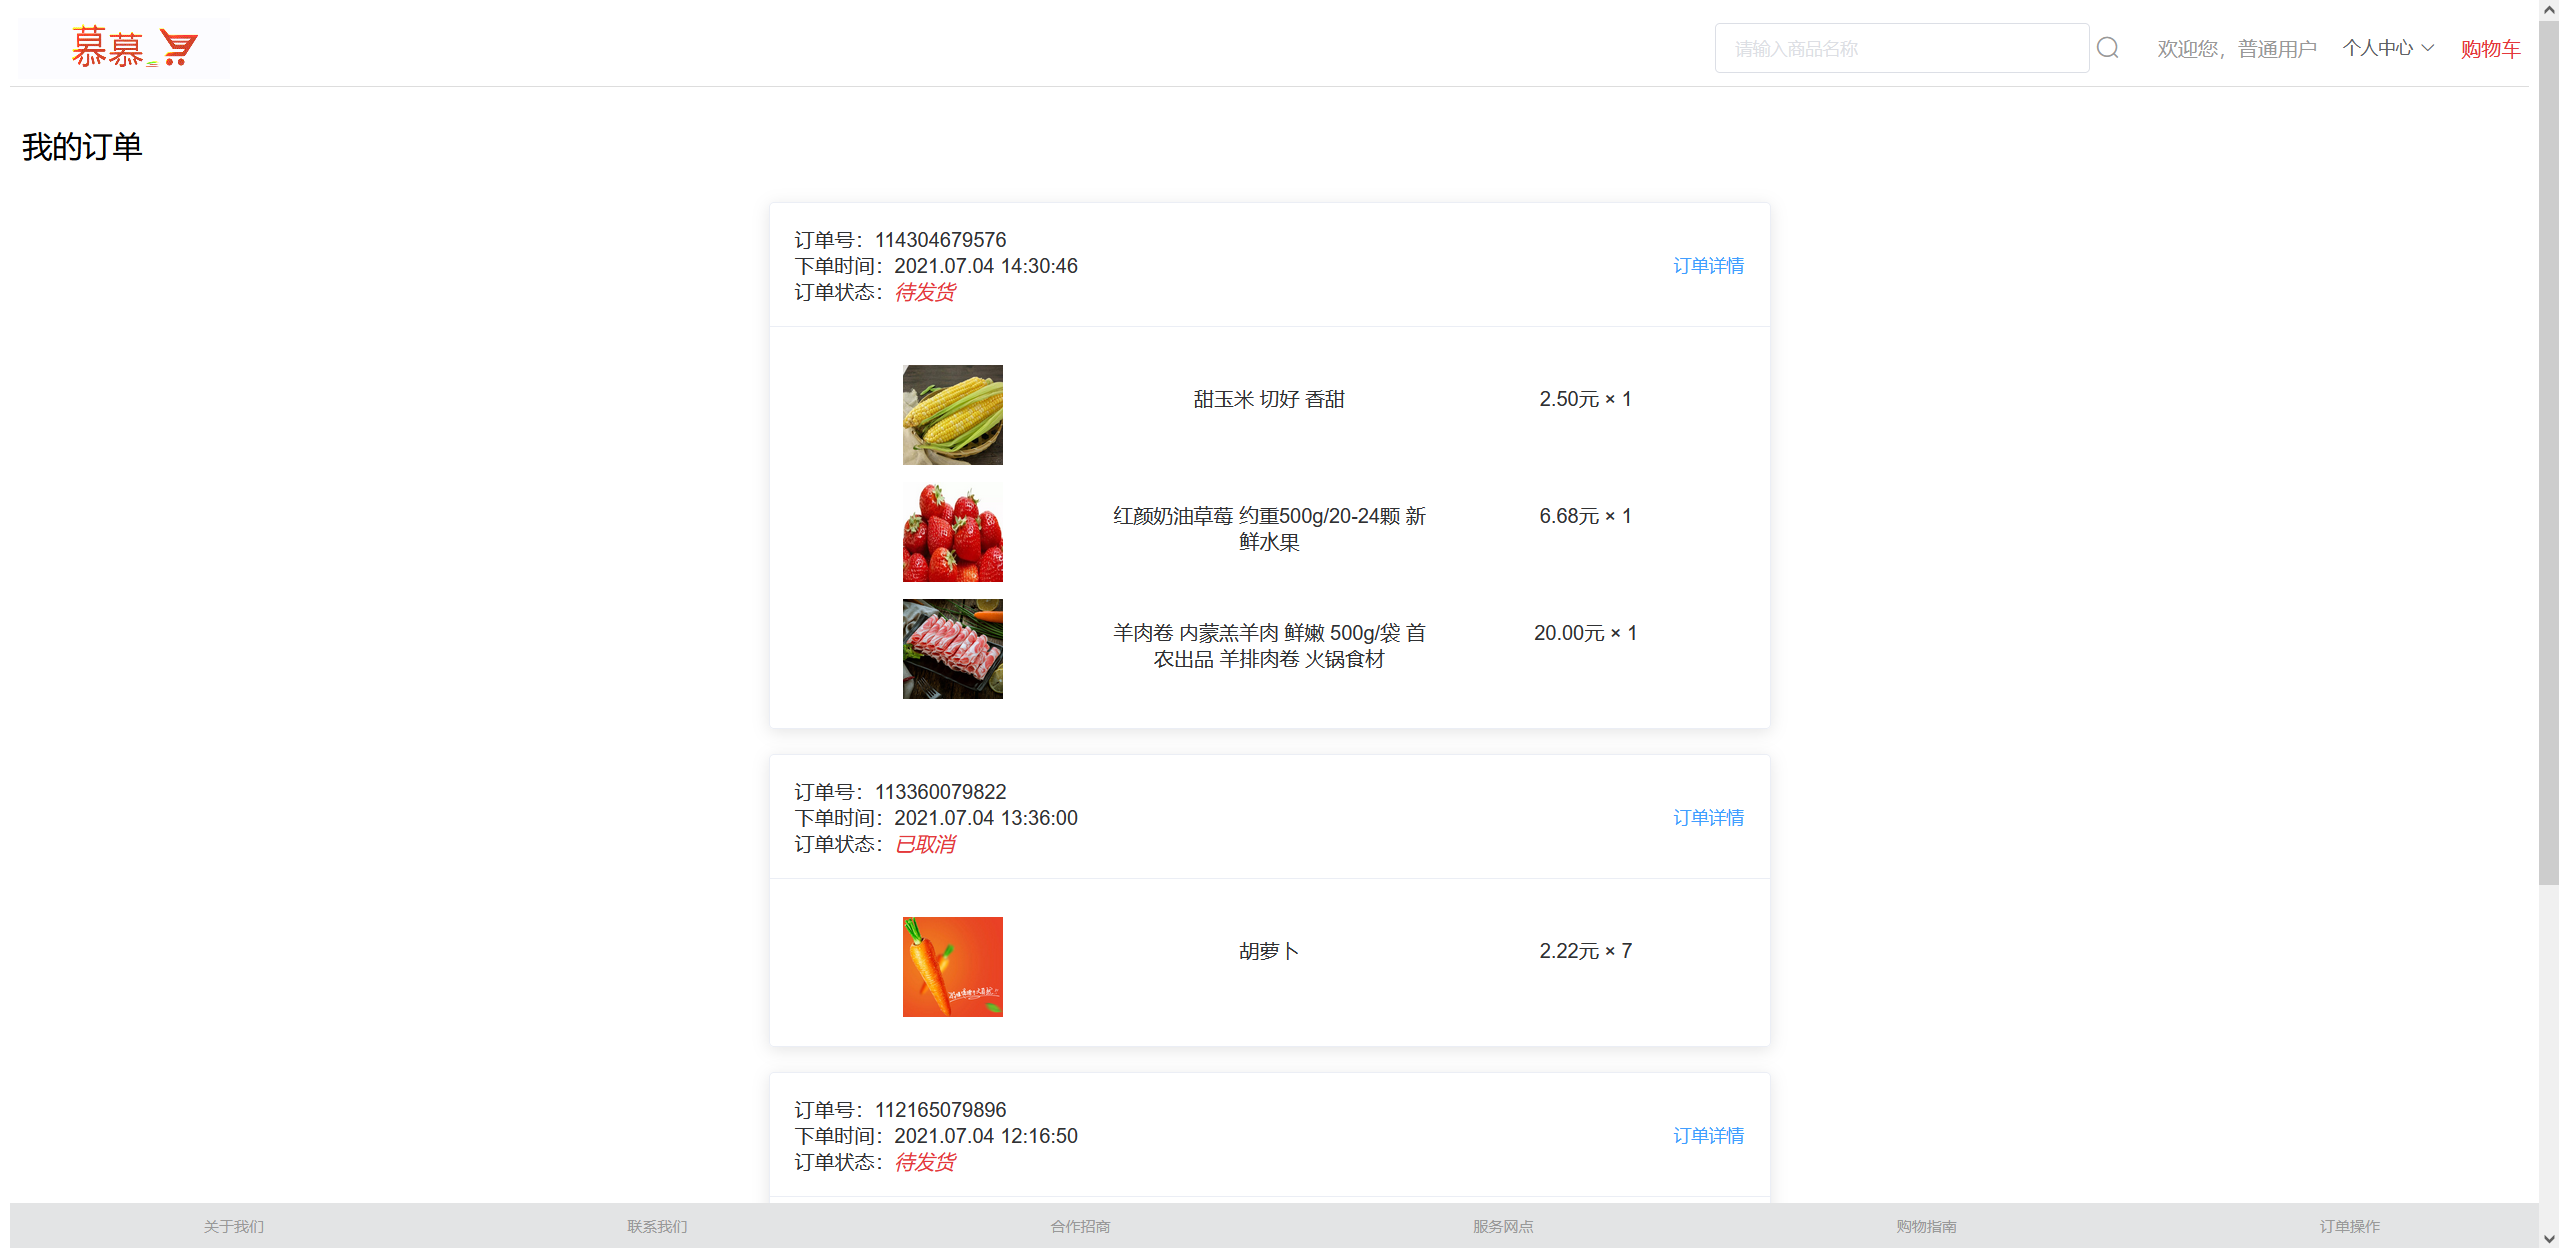 慕慕
请输入商品名称
欢迎您，普通用户
个人中心
购物车
我的订单
订单号：114304679576
下单时间：2021.07.04 14:30:46
订单状态：待发货
订单详情
甜玉米 切好 香甜
2.50元 × 1
红颜奶油草莓 约重500g/20-24颗 新
鲜水果
6.68元 × 1
羊肉卷 内蒙羔羊肉 鲜嫩 500g/袋 首
农出品 羊排肉卷 火锅食材
20.00元 × 1
订单号：113360079822
下单时间：2021.07.04 13:36:00
订单状态：已取消
订单详情
胡萝卜
2.22元 × 7
订单号：112165079896
下单时间：2021.07.04 12:16:50
订单状态：待发货
订单详情
关于我们
联系我们
合作招商
服务网点
购物指南
订单操作